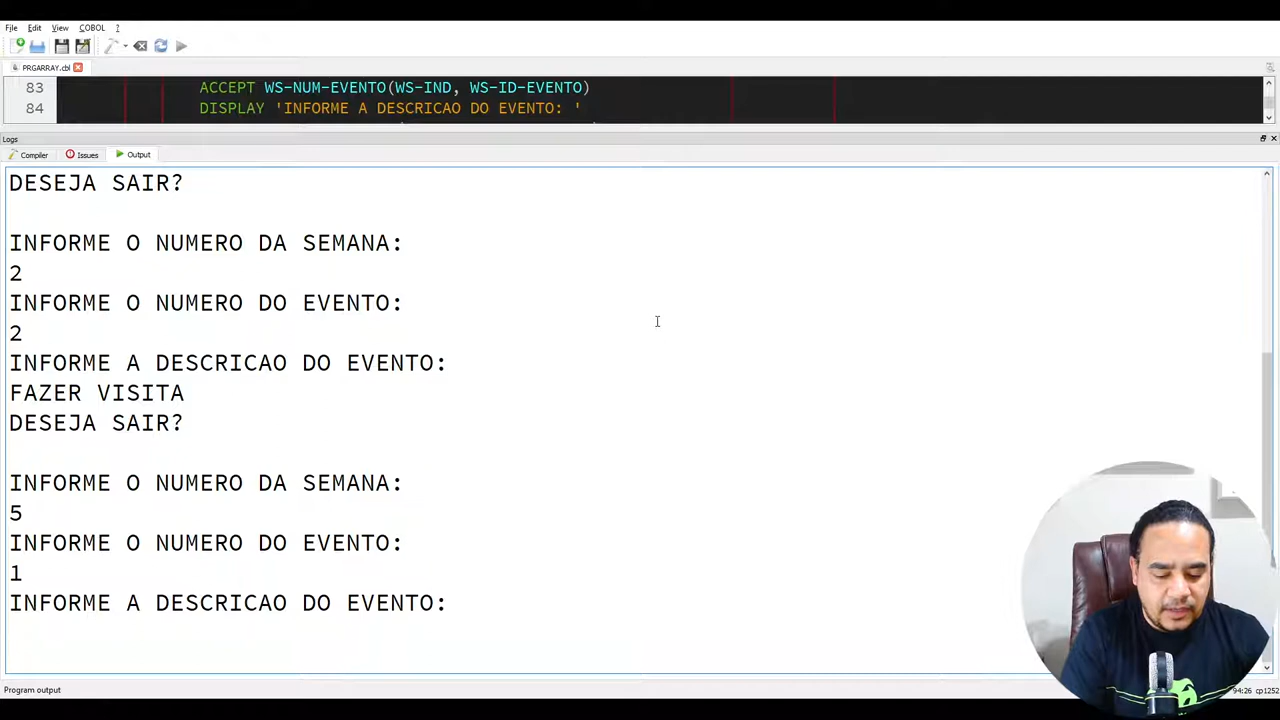 File Edit View COBOL ?
PRGARRAY.cbl
83 ACCEPT WS-NUM-EVENTO(WS-IND, WS-ID-EVENTO)
84 DISPLAY 'INFORME A DESCRICAO DO EVENTO: '
Logs
Compiler Issues Output
DESEJA SAIR?
INFORME O NUMERO DA SEMANA:
2
INFORME O NUMERO DO EVENTO:
2
INFORME A DESCRICAO DO EVENTO:
FAZER VISITA
DESEJA SAIR?
INFORME O NUMERO DA SEMANA:
5
INFORME O NUMERO DO EVENTO:
1
INFORME A DESCRICAO DO EVENTO:
Program output 94:26 cp1252